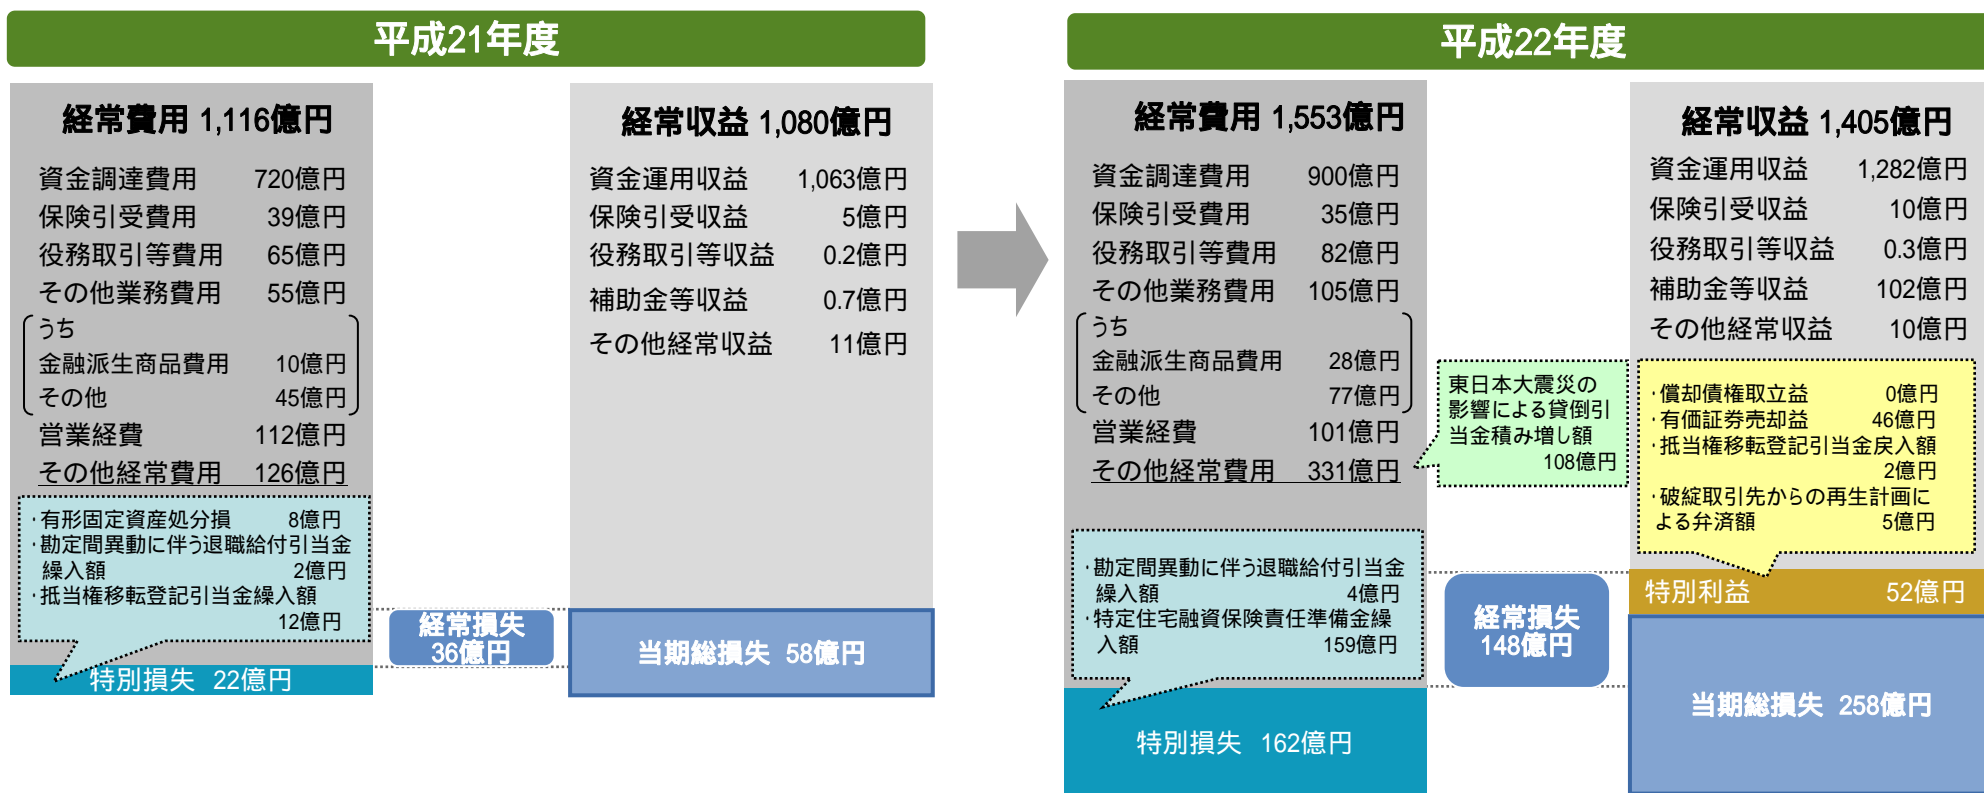 平成21年度
経常費用 1,116億円
資金調達費用 720億円
保険引受費用 39億円
役務取引等費用 65億円
その他業務費用 55億円
うち
金融派生商品費用 10億円
その他 45億円
営業経費 112億円
その他経常費用 126億円
・有形固定資産処分損 8億円
・勘定間異動に伴う退職給付引当金
繰入額 2億円
・抵当権移転登記引当金繰入額
12億円
特別損失 22億円
経常損失
36億円
経常収益 1,080億円
資金運用収益 1,063億円
保険引受収益 5億円
役務取引等収益 0.2億円
補助金等収益 0.7億円
その他経常収益 11億円
当期総損失 58億円
平成22年度
経常費用 1,553億円
資金調達費用 900億円
保険引受費用 35億円
役務取引等費用 82億円
その他業務費用 105億円
うち
金融派生商品費用 28億円
その他 77億円
営業経費 101億円
その他経常費用 331億円
東日本大震災の
影響による貸倒引
当金積み増し額
108億円
・勘定間異動に伴う退職給付引当金
繰入額 4億円
・特定住宅融資保険責任準備金繰
入額 159億円
特別損失 162億円
経常損失
148億円
経常収益 1,405億円
資金運用収益 1,282億円
保険引受収益 10億円
役務取引等収益 0.3億円
補助金等収益 102億円
その他経常収益 10億円
・償却債権取立益 0億円
・有価証券売却益 46億円
・抵当権移転登記引当金戻入額
2億円
・破綻取引先からの再生計画に
よる弁済額 5億円
特別利益 52億円
当期総損失 258億円